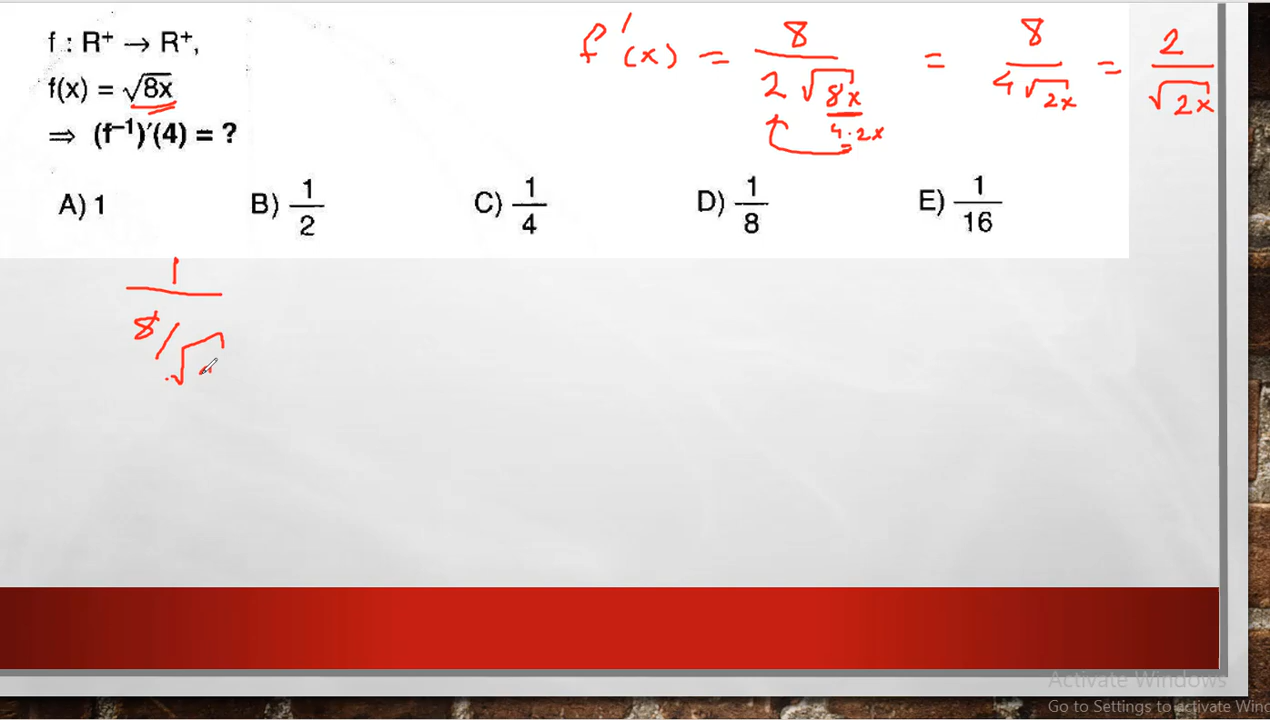 f : R⁺ → R⁺,
f(x) = √8x
⇒ (f⁻¹)′(4) = ?
f′(x) = 8 / 2√8x = 8 / 4√2x = 2 / √2x
4·2x
A) 1 B) 1/2 C) 1/4 D) 1/8 E) 1/16
1
8/√
Activate Windows
Go to Settings to activate Wind